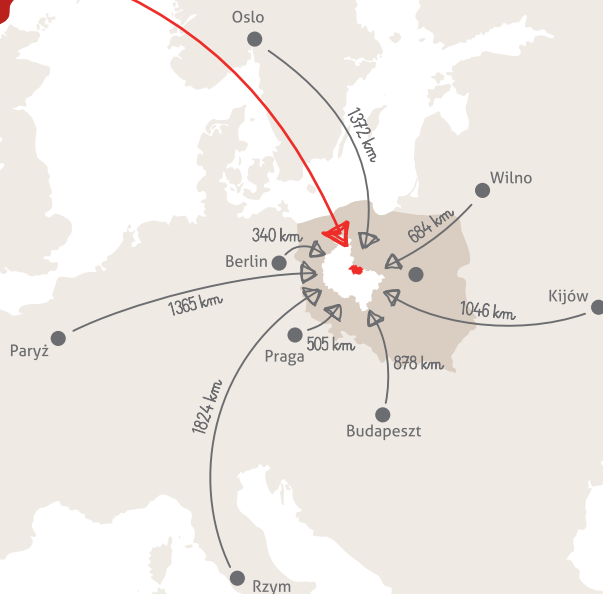 Oslo
1372 km
Wilno
684 km
340 km
Berlin
Kijów
1365 km
1046 km
Paryż
505 km
Praga
878 km
1824 km
Budapeszt
Rzym